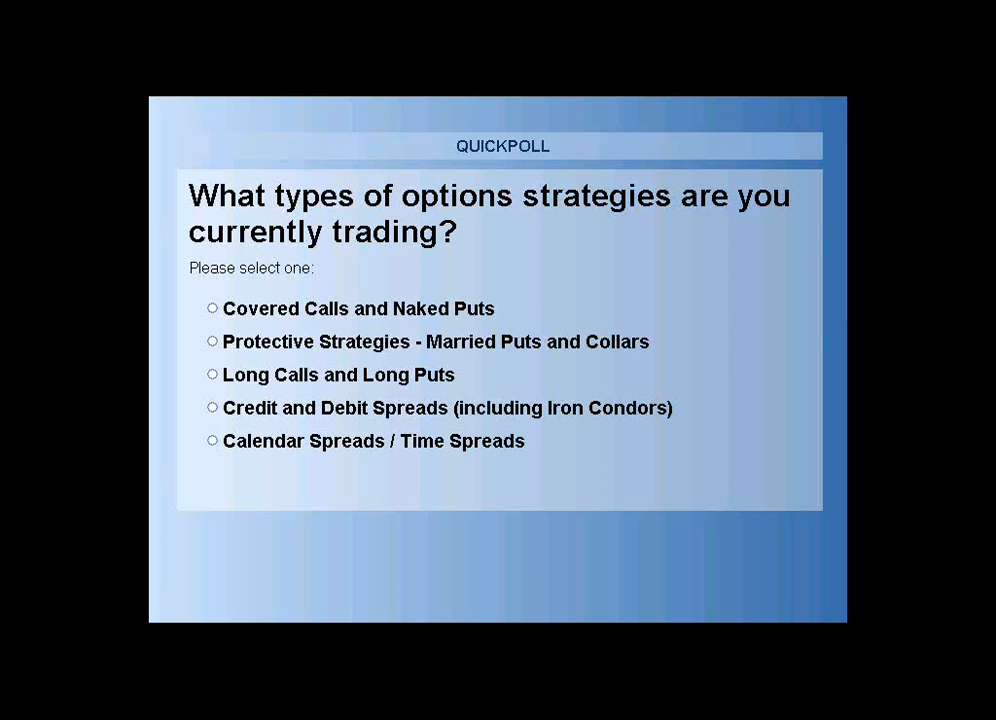 QUICKPOLL
What types of options strategies are you
currently trading?
Please select one:
Covered Calls and Naked Puts
Protective Strategies - Married Puts and Collars
Long Calls and Long Puts
Credit and Debit Spreads (including Iron Condors)
Calendar Spreads / Time Spreads